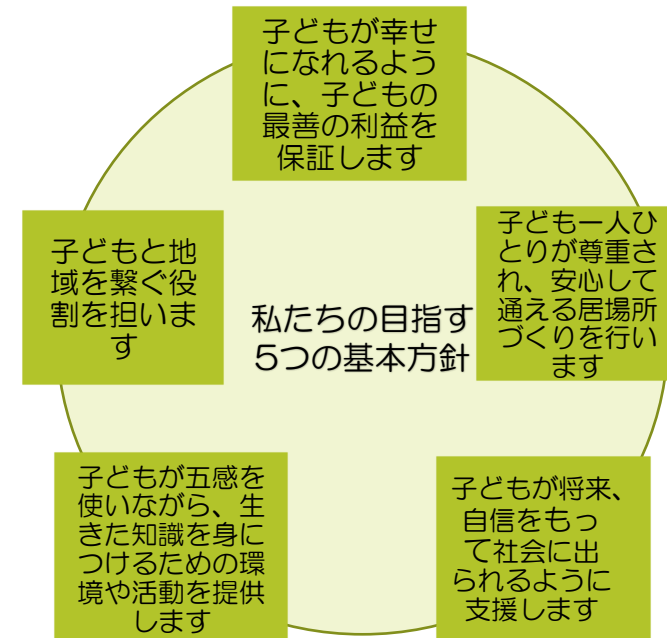 子どもが幸せ
になれるよう
に、子どもの
最善の利益を
保証します
子ども一人ひ
とりが尊重さ
れ、安心して
通える居場所
づくりを行い
ます
子どもが将来、
自信をもっ
て社会に出
られるように
支援します
子どもが五感を
使いながら、生
きた知識を身に
つけるための環
境や活動を提供
します
子どもと地
域を繋ぐ役
割を担いま
す
私たちの目指す
5つの基本方針